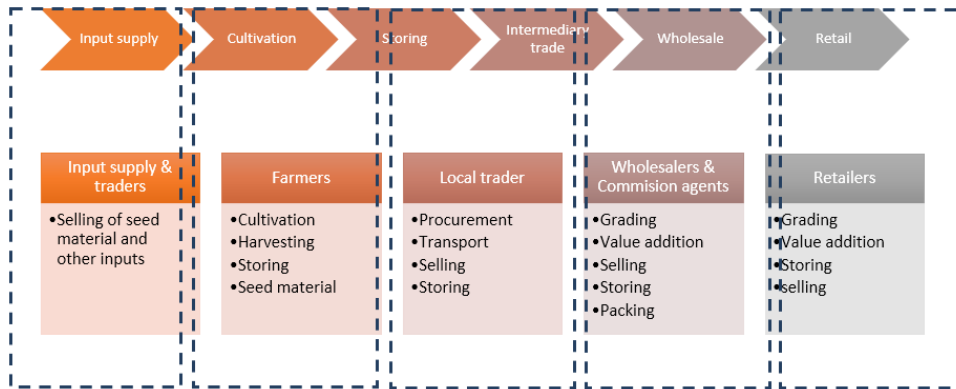 Input supply
Cultivation
Storing
Intermediary
trade
Wholesale
Retail
Input supply &
traders
•Selling of seed
material and
other inputs
Farmers
•Cultivation
•Harvesting
•Storing
•Seed material
Local trader
•Procurement
•Transport
•Selling
•Storing
Wholesalers &
Commision agents
•Grading
•Value addition
•Selling
•Storing
•Packing
Retailers
•Grading
•Value addition
•Storing
•selling